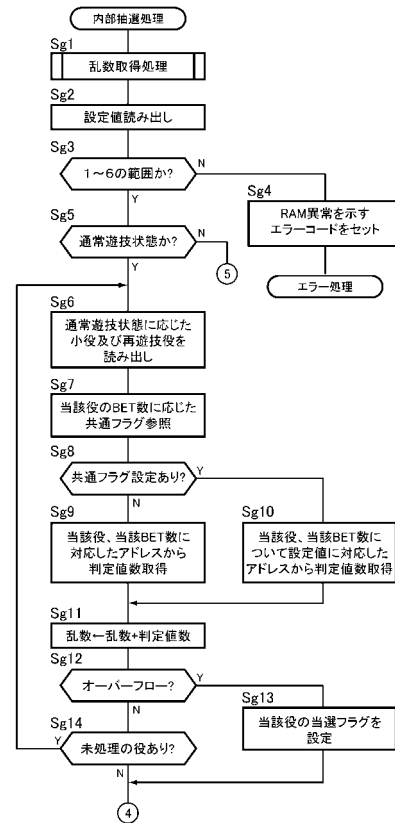 内部抽選処理
Sg1
乱数取得処理
Sg2
設定値読み出し
Sg3
1～6の範囲か?
N
Y
Sg4
RAM異常を示す
エラーコードをセット
エラー処理
Sg5
通常遊技状態か?
N
Y
5
Sg6
通常遊技状態に応じた
小役及び再遊技役を
読み出し
Sg7
当該役のBET数に応じた
共通フラグ参照
Sg8
共通フラグ設定あり?
Y
N
Sg9
当該役、当該BET数に
対応したアドレスから
判定値数取得
Sg10
当該役、当該BET数に
ついて設定値に対応した
アドレスから判定値数取得
Sg11
乱数←乱数+判定値数
Sg12
オーバーフロー?
Y
N
Sg13
当該役の当選フラグを
設定
Sg14
Y
未処理の役あり?
N
4